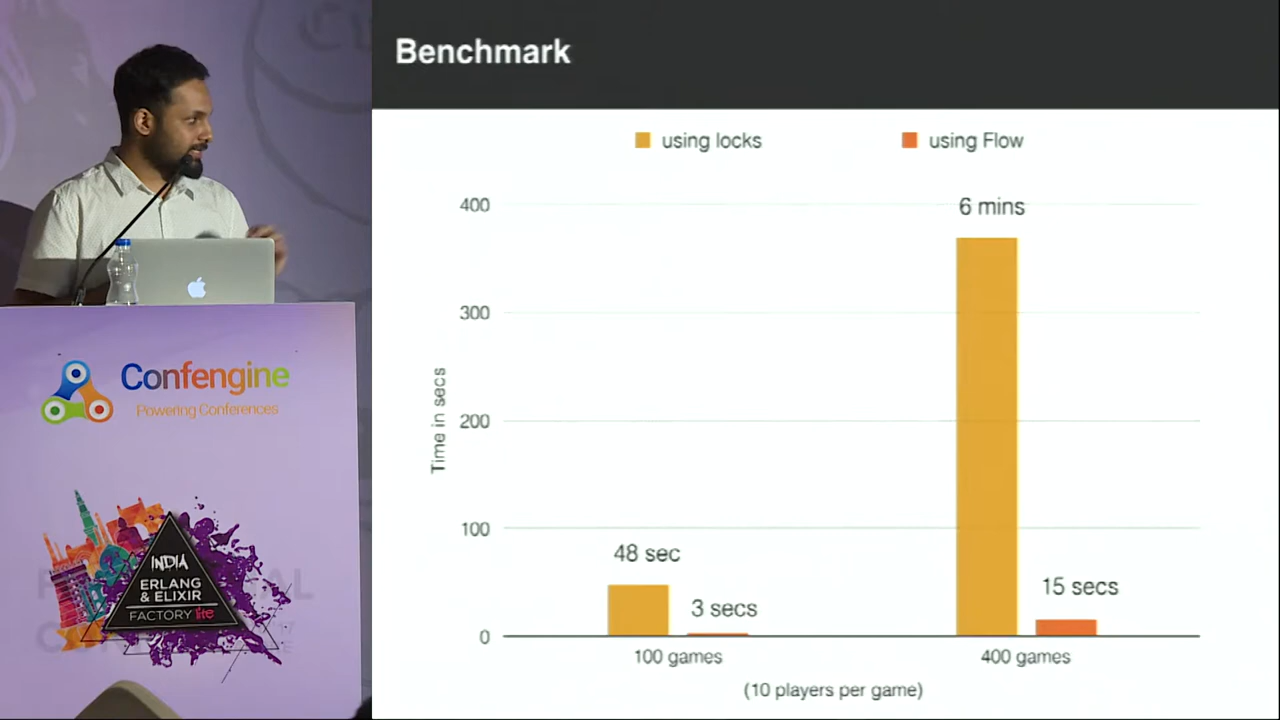 Benchmark
using locks
using Flow
400
6 mins
300
Time in secs
200
100
48 sec
3 secs
15 secs
0
100 games
400 games
(10 players per game)
Confengine
Powering Conferences
INDIA
ERLANG
& ELIXIR
FACTORY lite